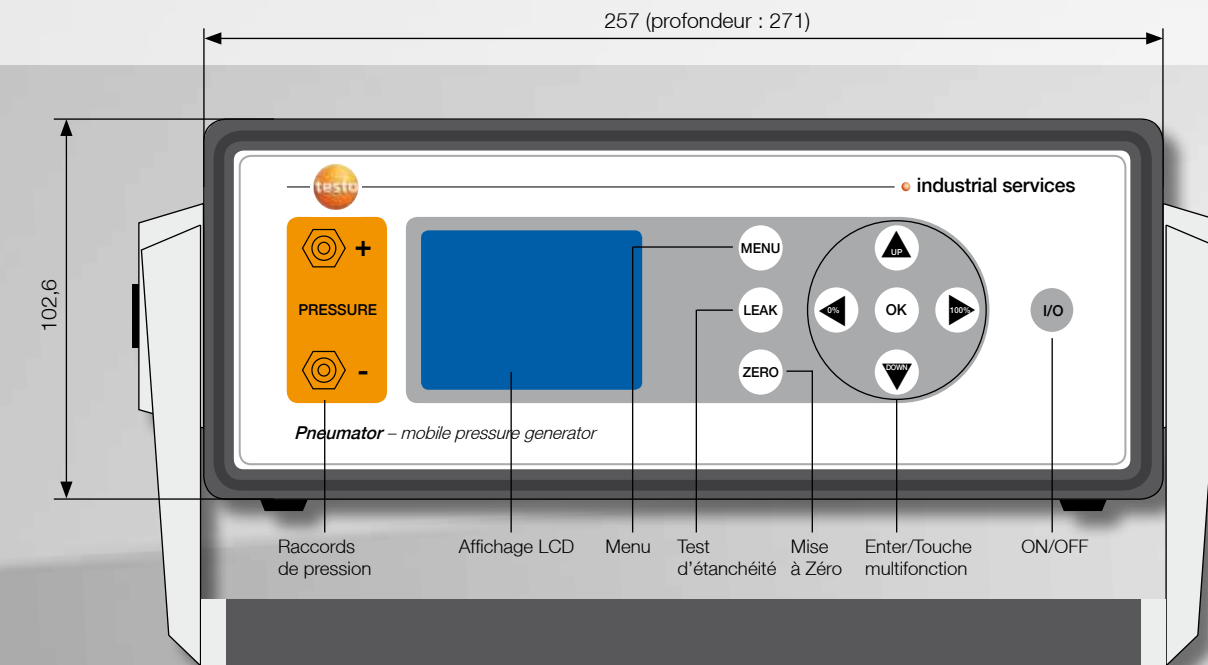 257 (profondeur : 271)
102,6
testo
industrial services
+
PRESSURE
-
MENU
LEAK
ZERO
UP
0%
OK
100%
DOWN
I/O
Pneumator – mobile pressure generator
Raccords
de pression
Affichage LCD
Menu
Test
d'étanchéité
Mise
à Zéro
Enter/Touche
multifonction
ON/OFF